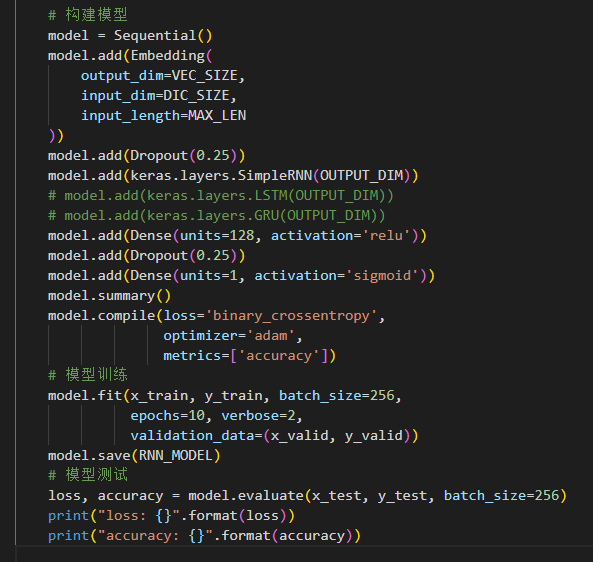 # 构建模型
model = Sequential()
model.add(Embedding(
    output_dim=VEC_SIZE,
    input_dim=DIC_SIZE,
    input_length=MAX_LEN
))
model.add(Dropout(0.25))
model.add(keras.layers.SimpleRNN(OUTPUT_DIM))
# model.add(keras.layers.LSTM(OUTPUT_DIM))
# model.add(keras.layers.GRU(OUTPUT_DIM))
model.add(Dense(units=128, activation='relu'))
model.add(Dropout(0.25))
model.add(Dense(units=1, activation='sigmoid'))
model.summary()
model.compile(loss='binary_crossentropy',
              optimizer='adam',
              metrics=['accuracy'])
# 模型训练
model.fit(x_train, y_train, batch_size=256,
          epochs=10, verbose=2,
          validation_data=(x_valid, y_valid))
model.save(RNN_MODEL)
# 模型测试
loss, accuracy = model.evaluate(x_test, y_test, batch_size=256)
print("loss: {}".format(loss))
print("accuracy: {}".format(accuracy))